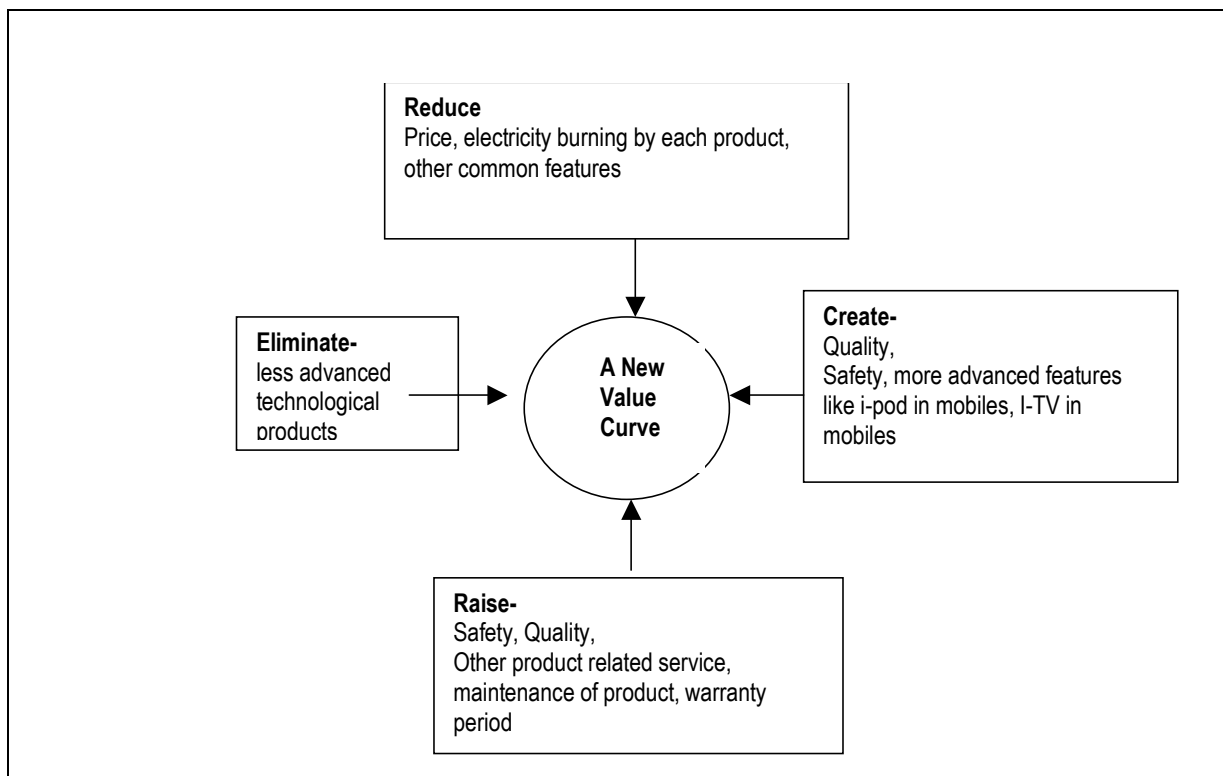 Reduce
Price, electricity burning by each product,
other common features
Eliminate-
less advanced
technological
products
A New
Value
Curve
Create-
Quality,
Safety, more advanced features
like i-pod in mobiles, I-TV in
mobiles
Raise-
Safety, Quality,
Other product related service,
maintenance of product, warranty
period